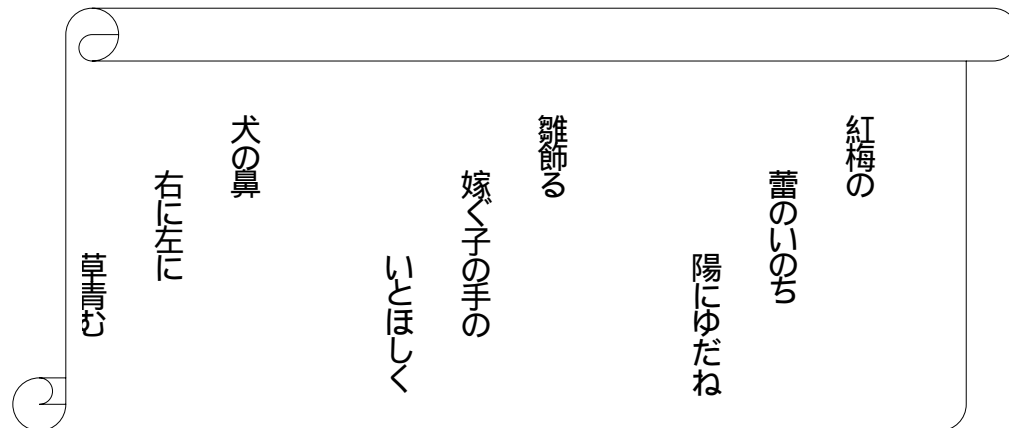 紅梅の
蕾のいのち
陽にゆだね
雛飾る
嫁ぐ子の手の
いとほしく
犬の鼻
右に左に
草青む